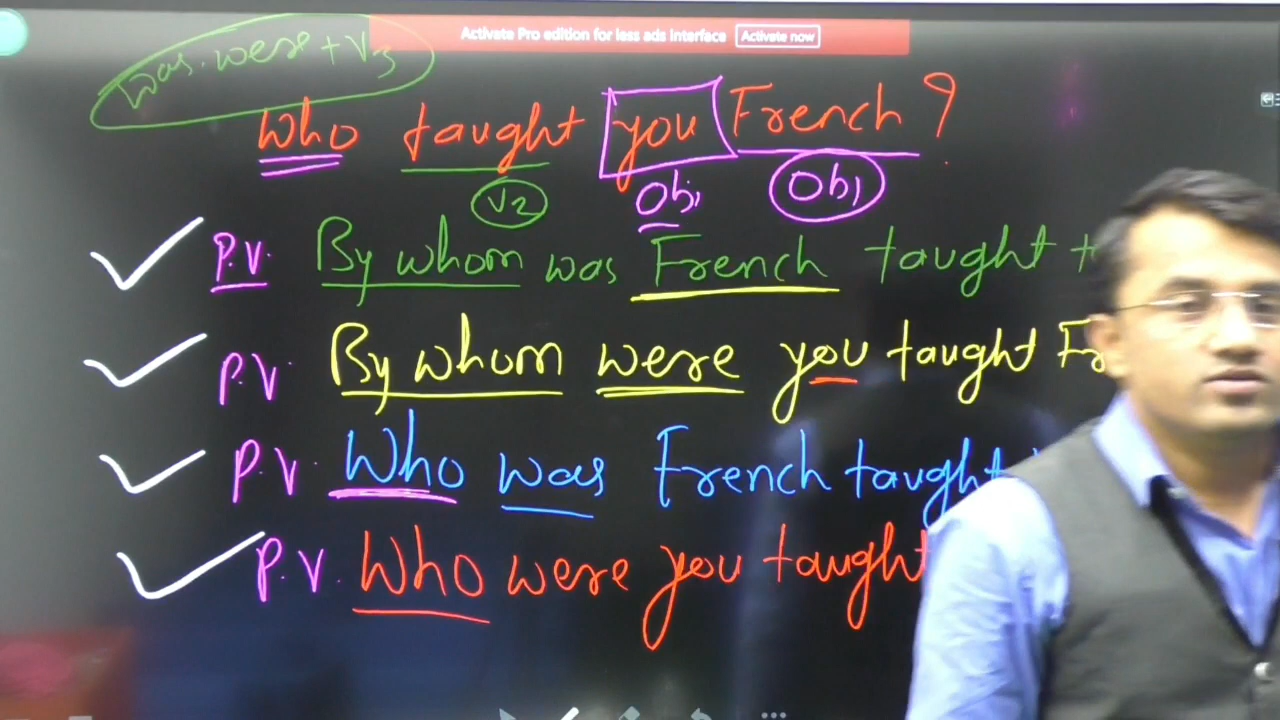 Activate Pro edition for less ads interface Activate now
was.were + V3
Who taught you French ?
V2 Obj Obj
P.V. By whom was French taught
P.V. By whom were you taught
P.V. Who was French taught
P.V. Who were you taught